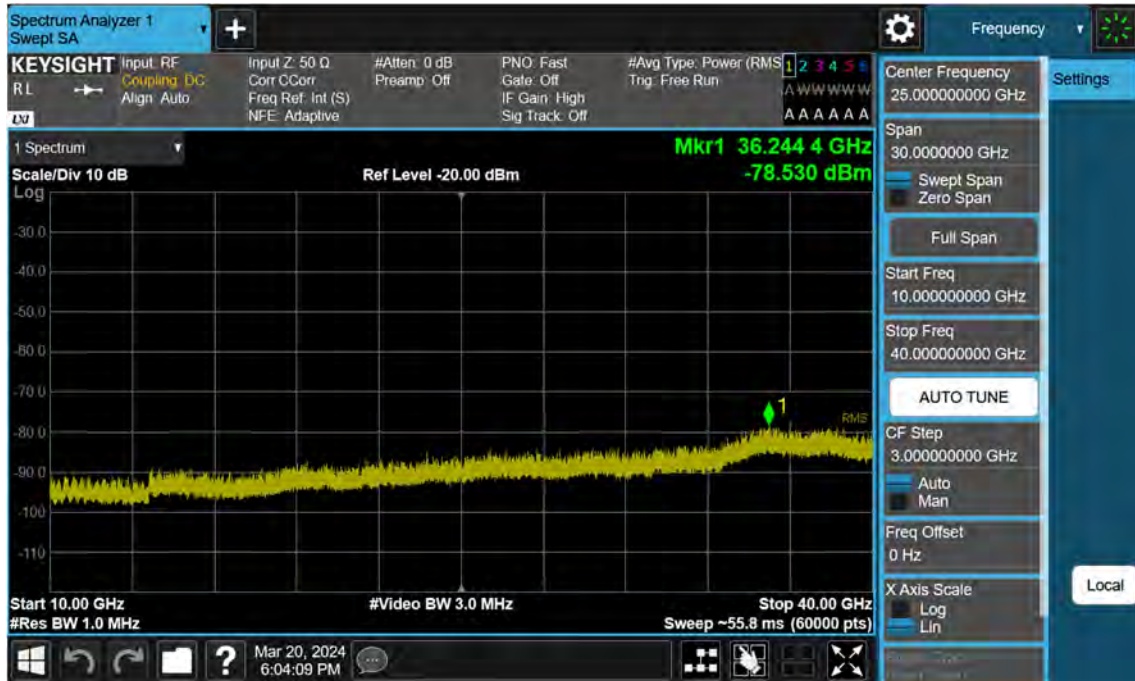 Spectrum Analyzer 1
Swept SA
+
Frequency
KEYSIGHT
RL
LXI
Input: RF
Coupling: DC
Align: Auto
Input Z: 50 Ω
Corr CCorr
Freq Ref: Int (S)
NFE: Adaptive
#Atten: 0 dB
Preamp: Off
PNO: Fast
Gate: Off
IF Gain: High
Sig Track: Off
#Avg Type: Power (RMS
Trig: Free Run
1 2 3 4 5 6
A W W W W W
A A A A A A
1 Spectrum
Scale/Div 10 dB
Ref Level -20.00 dBm
Mkr1 36.244 4 GHz
-78.530 dBm
Log
-30.0
-40.0
-50.0
-60.0
-70.0
-80.0
-90.0
-100
-110
1
RMS
Start 10.00 GHz
#Video BW 3.0 MHz
Stop 40.00 GHz
#Res BW 1.0 MHz
Sweep ~55.8 ms (60000 pts)
?
Mar 20, 2024
6:04:09 PM
Center Frequency
25.000000000 GHz
Span
30.0000000 GHz
Swept Span
Zero Span
Full Span
Start Freq
10.000000000 GHz
Stop Freq
40.000000000 GHz
AUTO TUNE
CF Step
3.000000000 GHz
Auto
Man
Freq Offset
0 Hz
X Axis Scale
Log
Lin
Settings
Local